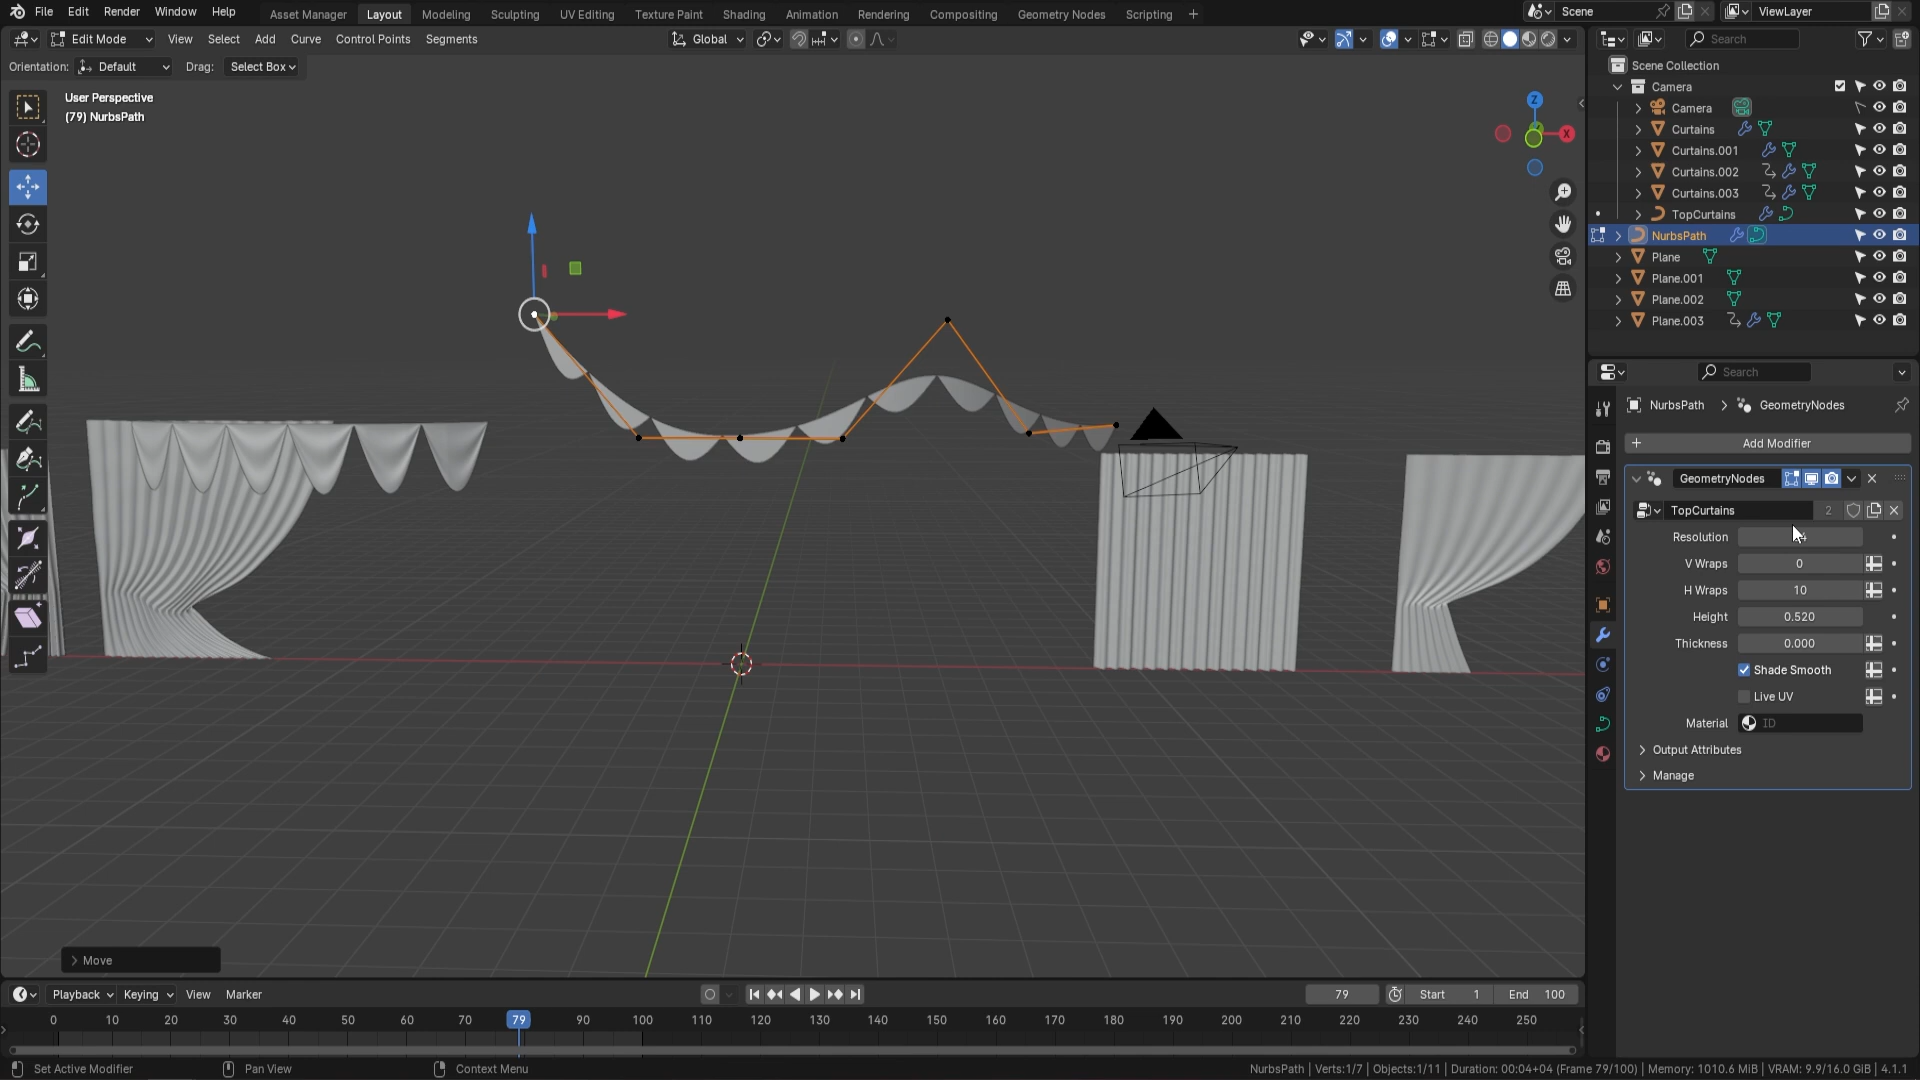 File Edit Render Window Help Asset Manager Layout Modeling Sculpting UV Editing Texture Paint Shading Animation Rendering Compositing Geometry Nodes Scripting + Scene ViewLayer
Edit Mode View Select Add Curve Control Points Segments Global Search
Orientation: Default Drag: Select Box
User Perspective
(79) NurbsPath
Z
X
Scene Collection
Camera
Camera
Curtains
Curtains.001
Curtains.002
Curtains.003
TopCurtains
NurbsPath
Plane
Plane.001
Plane.002
Plane.003
Search
NurbsPath > GeometryNodes
+ Add Modifier
GeometryNodes
TopCurtains 2
Resolution
V Wraps 0
H Wraps 10
Height 0.520
Thickness 0.000
Shade Smooth
Live UV
Material ID
Output Attributes
Manage
Move
Playback Keying View Marker 79 Start 1 End 100
0 10 20 30 40 50 60 70 79 90 100 110 120 130 140 150 160 170 180 190 200 210 220 230 240 250
Set Active Modifier Pan View Context Menu NurbsPath | Verts:1/7 | Objects:1/11 | Duration: 00:04+04 (Frame 79/100) | Memory: 1010.6 MiB | VRAM: 9.9/16.0 GiB | 4.1.1